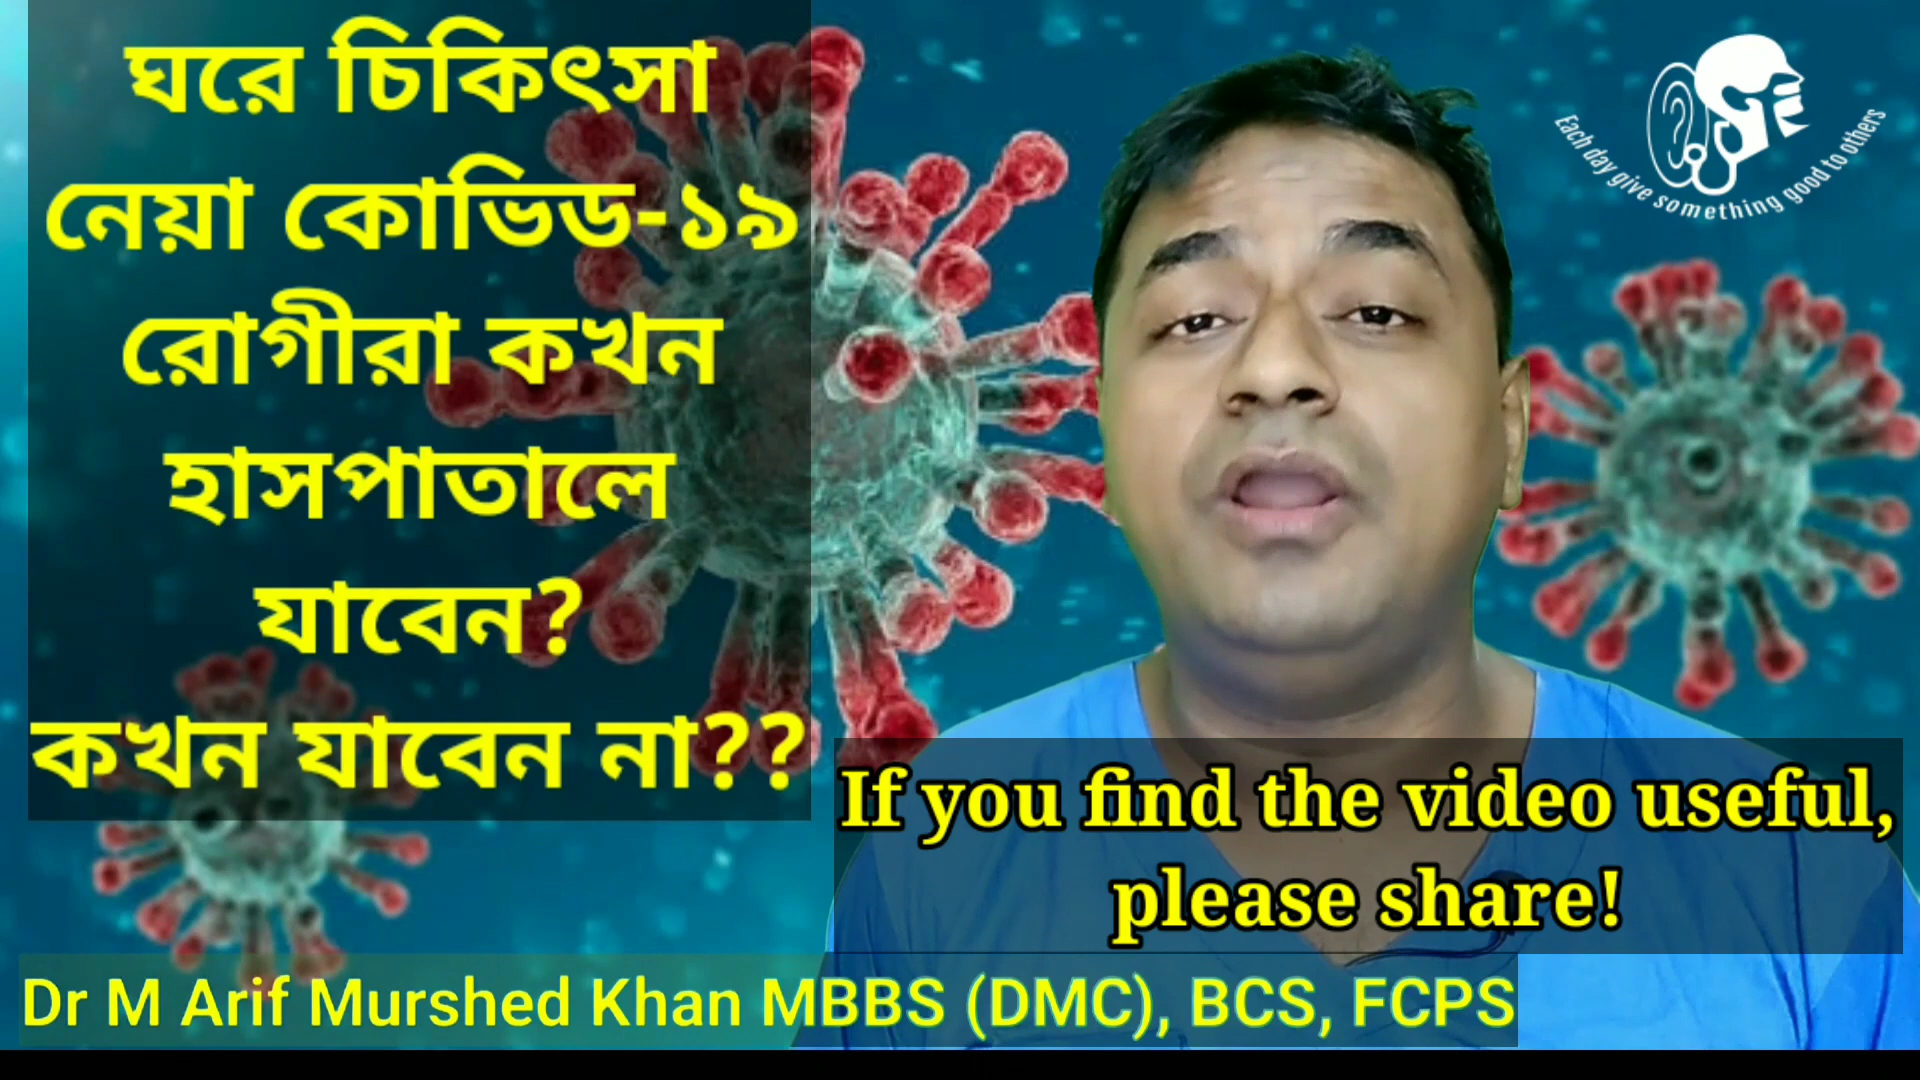 ঘরে চিকিৎসা
নেয়া কোভিড-১৯
রোগীরা কখন
হাসপাতালে
যাবেন?
কখন যাবেন না??
Each day give something good to others
If you find the video useful,
please share!
Dr M Arif Murshed Khan MBBS (DMC), BCS, FCPS